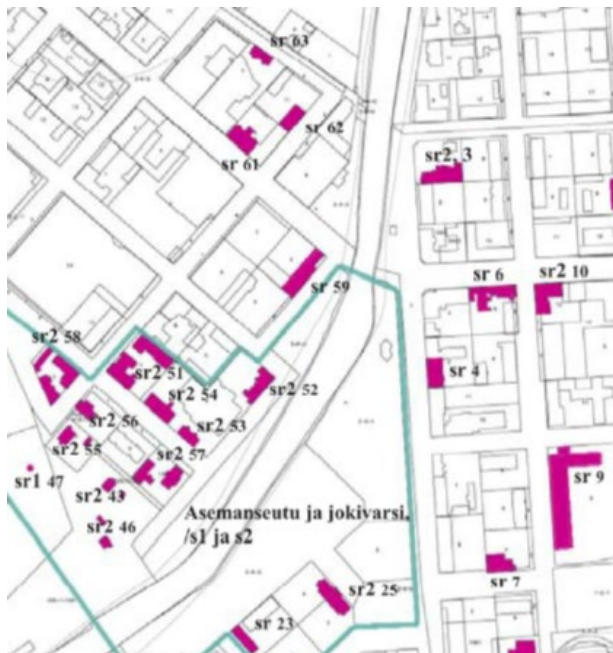 sr 63
sr 62
sr 61
sr2, 3
sr 59
sr 6
sr2 10
sr2 58
sr2 51
sr 4
sr2 52
sr2 54
sr2 56
sr2 53
sr2 55
sr2 57
sr1 47
sr2 43
sr 9
Asemanseutu ja jokivarsi,
/s1 ja s2
sr2 46
sr2 25
sr 7
sr 23